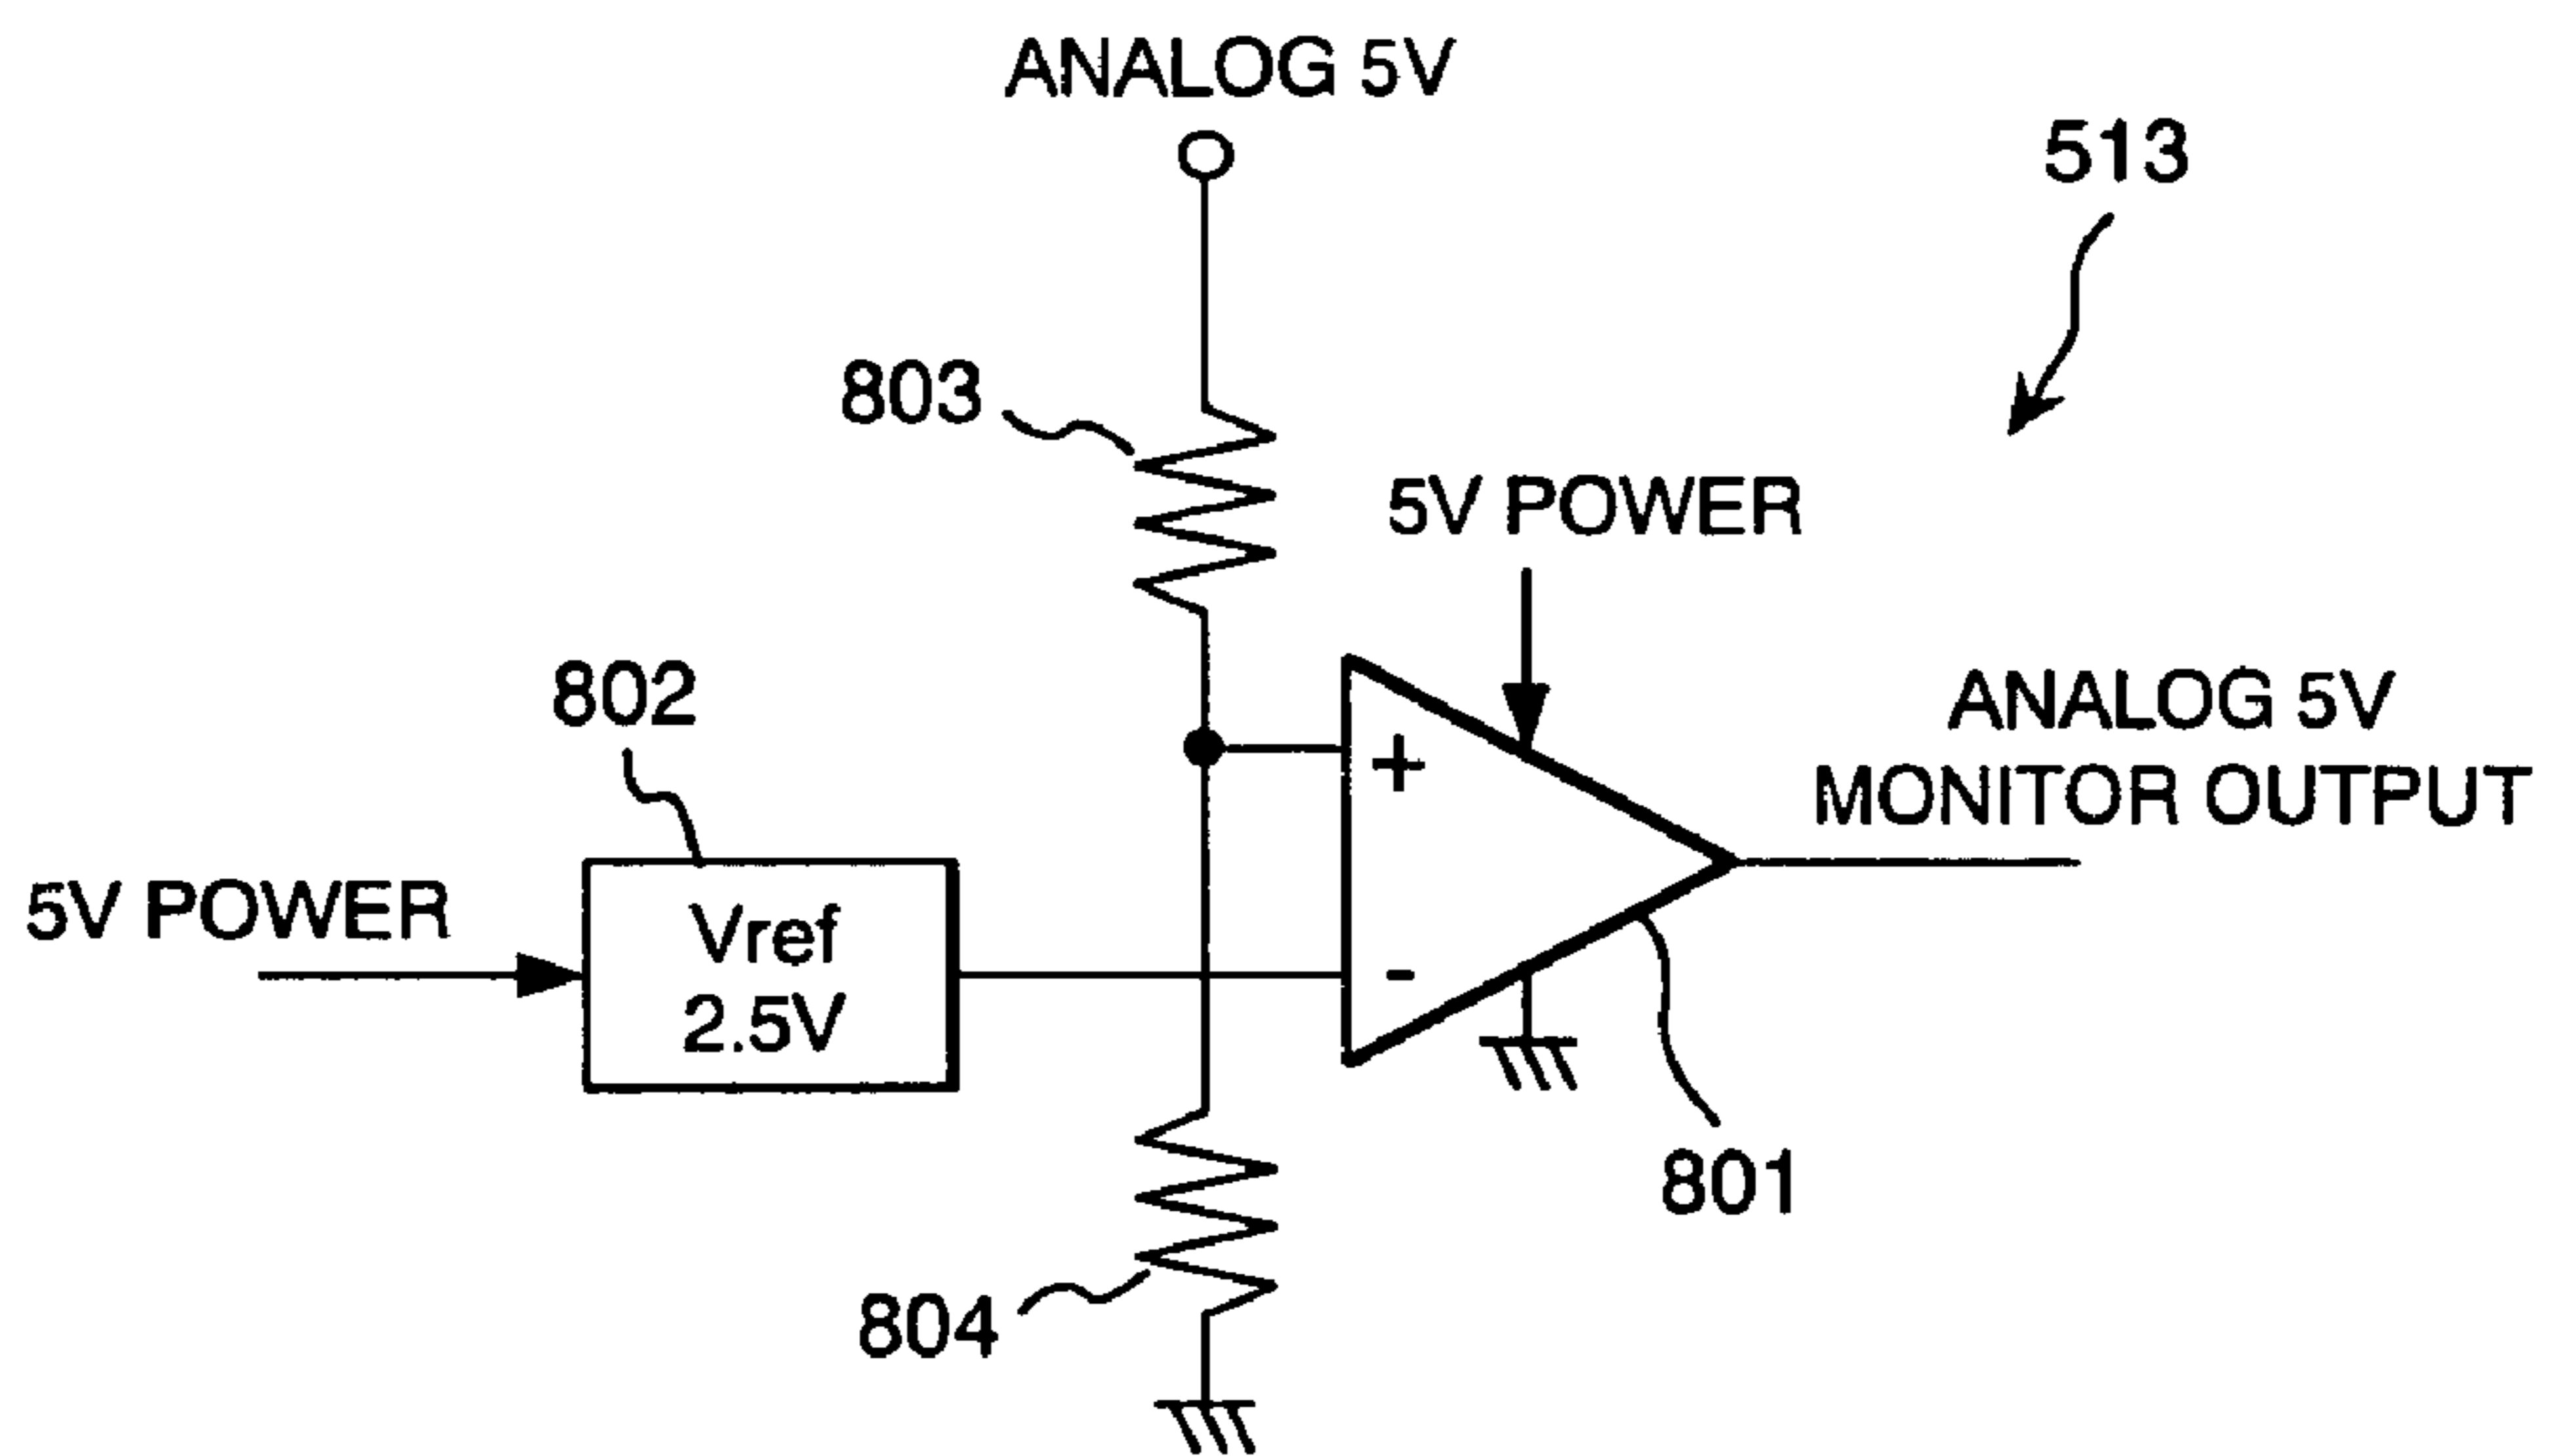 ANALOG 5V
513
803
5V POWER
802
ANALOG 5V
MONITOR OUTPUT
+
5V POWER
Vref
2.5V
-
801
804